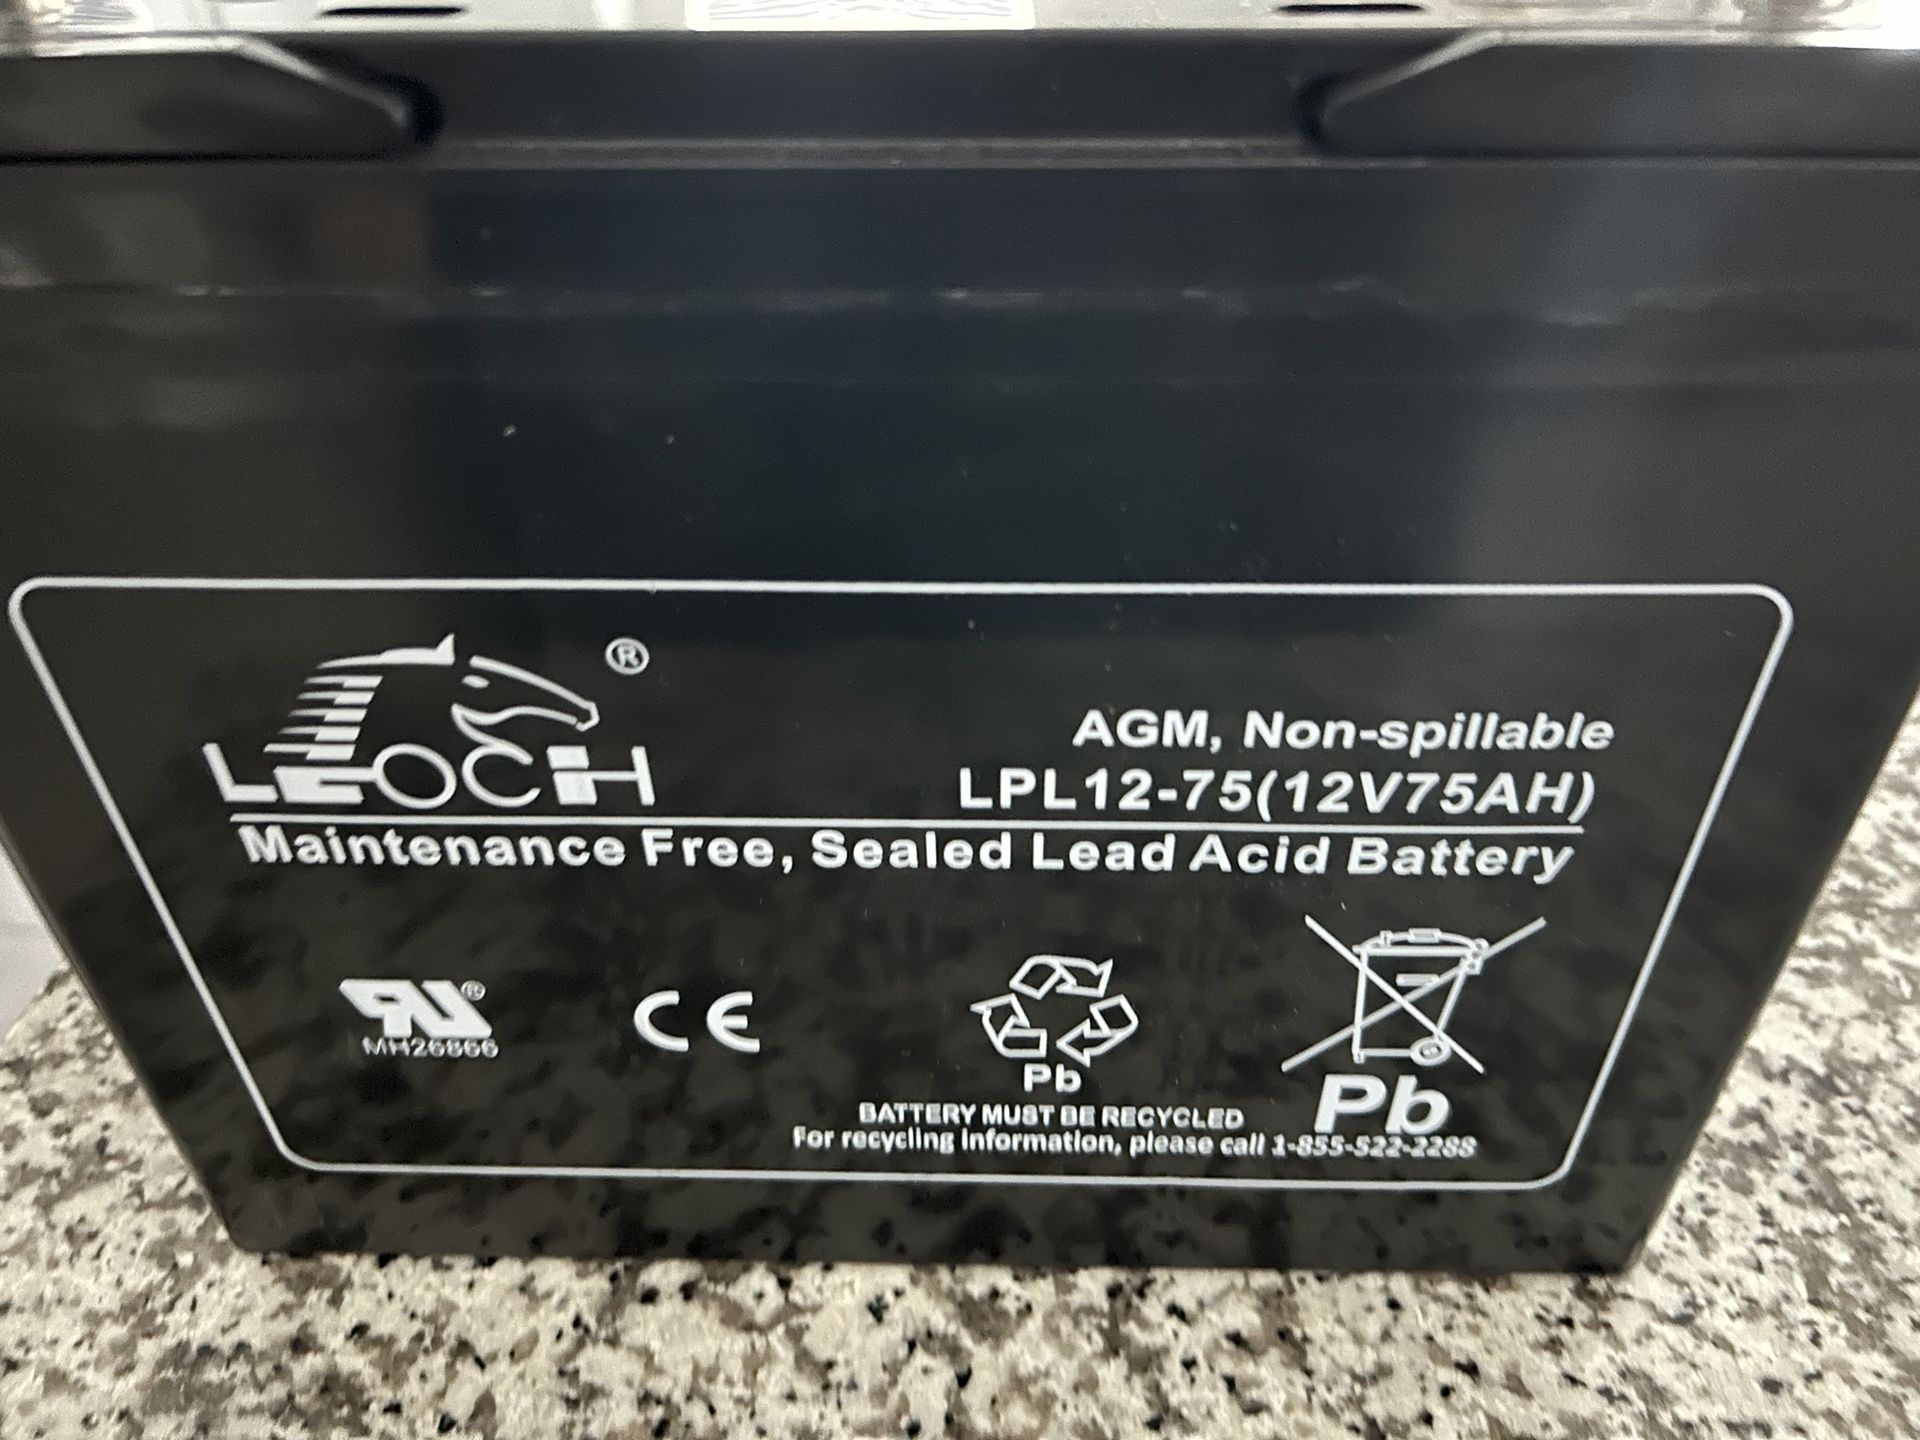 LEOCH®
AGM, Non-spillable
LPL12-75(12V75AH)
Maintenance Free, Sealed Lead Acid Battery
®
MH26866
CE
Pb
Pb
BATTERY MUST BE RECYCLED
For recycling information, please call 1-855-522-2288